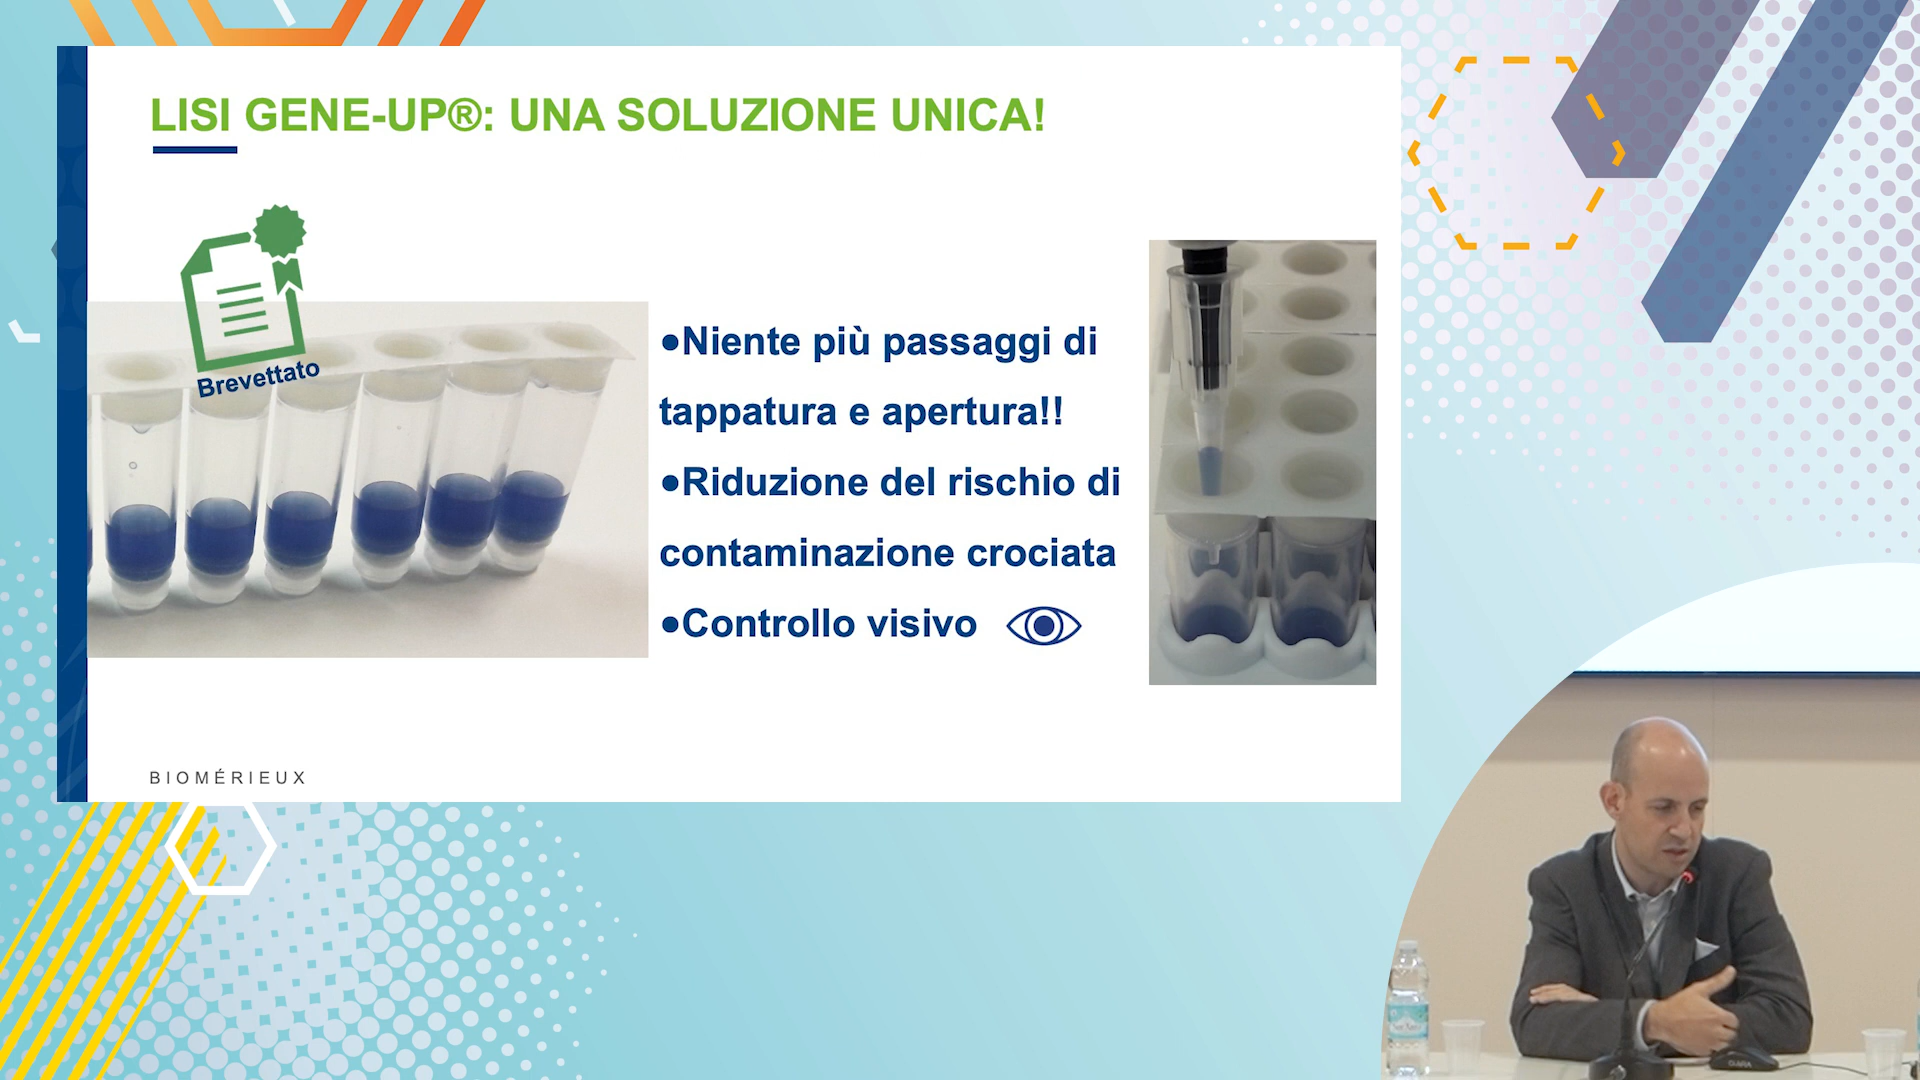 LISI GENE-UP®: UNA SOLUZIONE UNICA!
Brevettato
●Niente più passaggi di
tappatura e apertura!!
●Riduzione del rischio di
contaminazione crociata
●Controllo visivo
BIOMÉRIEUX